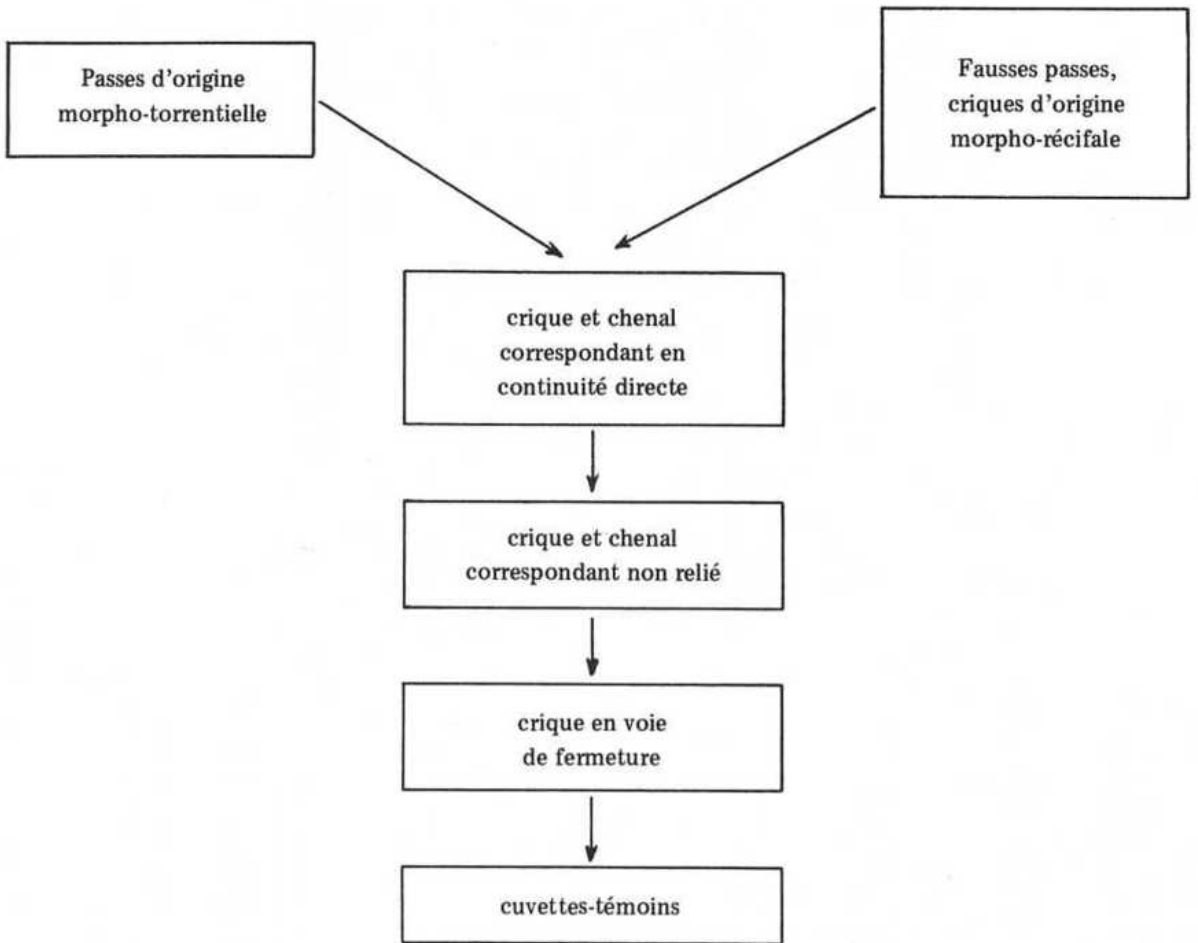 Passes d'origine
morpho-torrentielle
Fausses passes,
criques d'origine
morpho-récifale
crique et chenal
correspondant en
continuité directe
crique et chenal
correspondant non relié
crique en voie
de fermeture
cuvettes-témoins